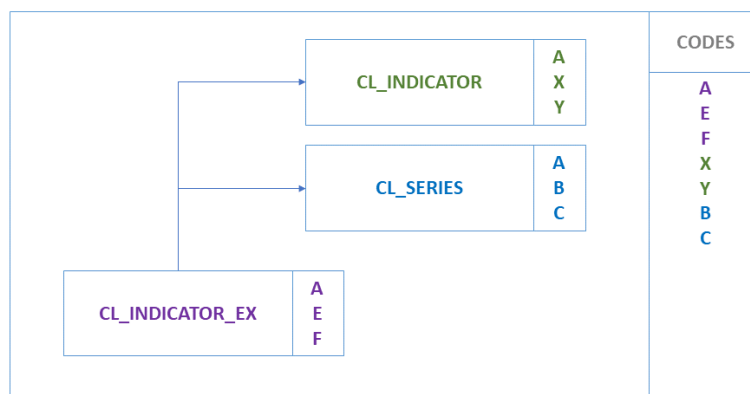 CODES
CL_INDICATOR
A
X
Y
CL_SERIES
A
B
C
CL_INDICATOR_EX
A
E
F
A
E
F
X
Y
B
C